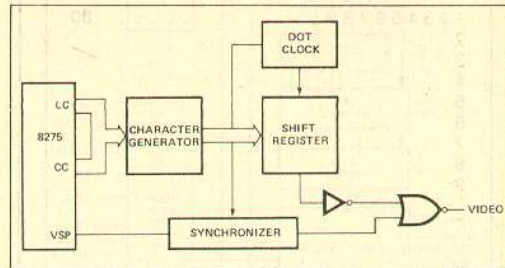 DOT
CLOCK
LC
8275
CC
VSP
CHARACTER
GENERATOR
SHIFT
REGISTER
SYNCHRONIZER
VIDEO